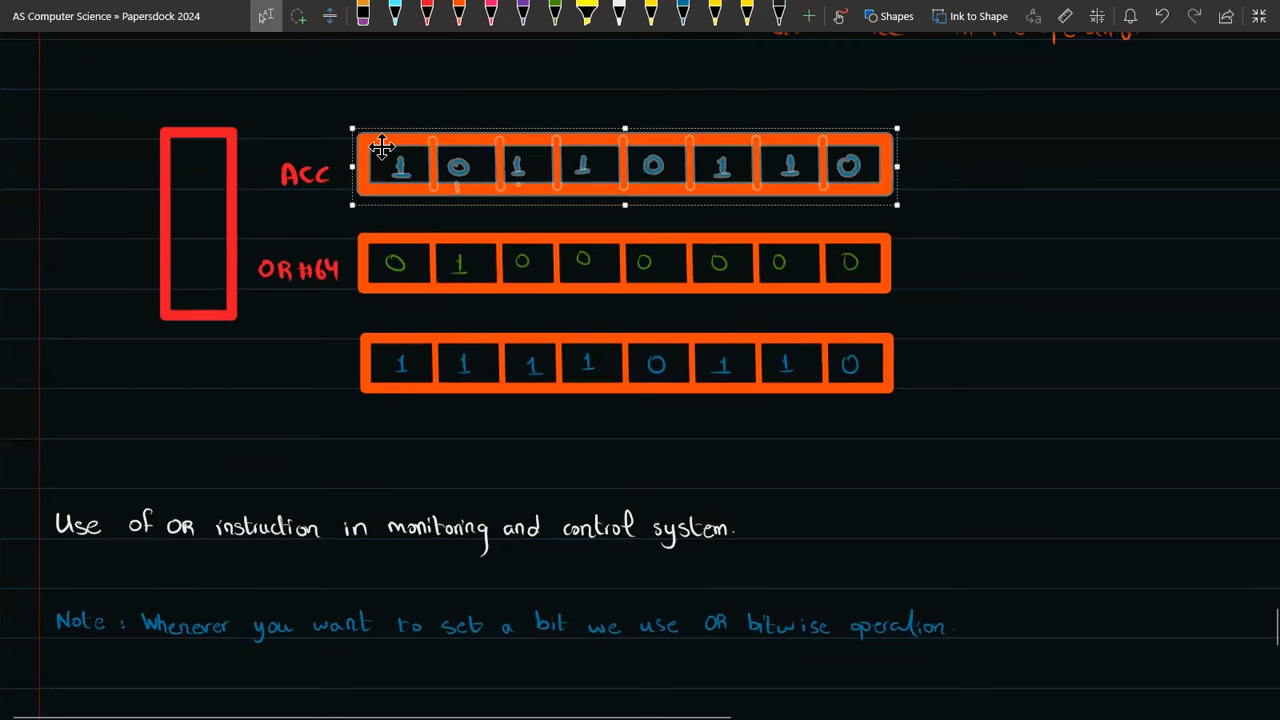 AS Computer Science » Papersdock 2024
Shapes
Ink to Shape
ACC 1 0 1 1 0 1 1 0
OR #64 0 1 0 0 0 0 0 0
1 1 1 1 0 1 1 0
Use of OR instruction in monitoring and control system.
Note : Whenever you want to set a bit we use OR bitwise operation.